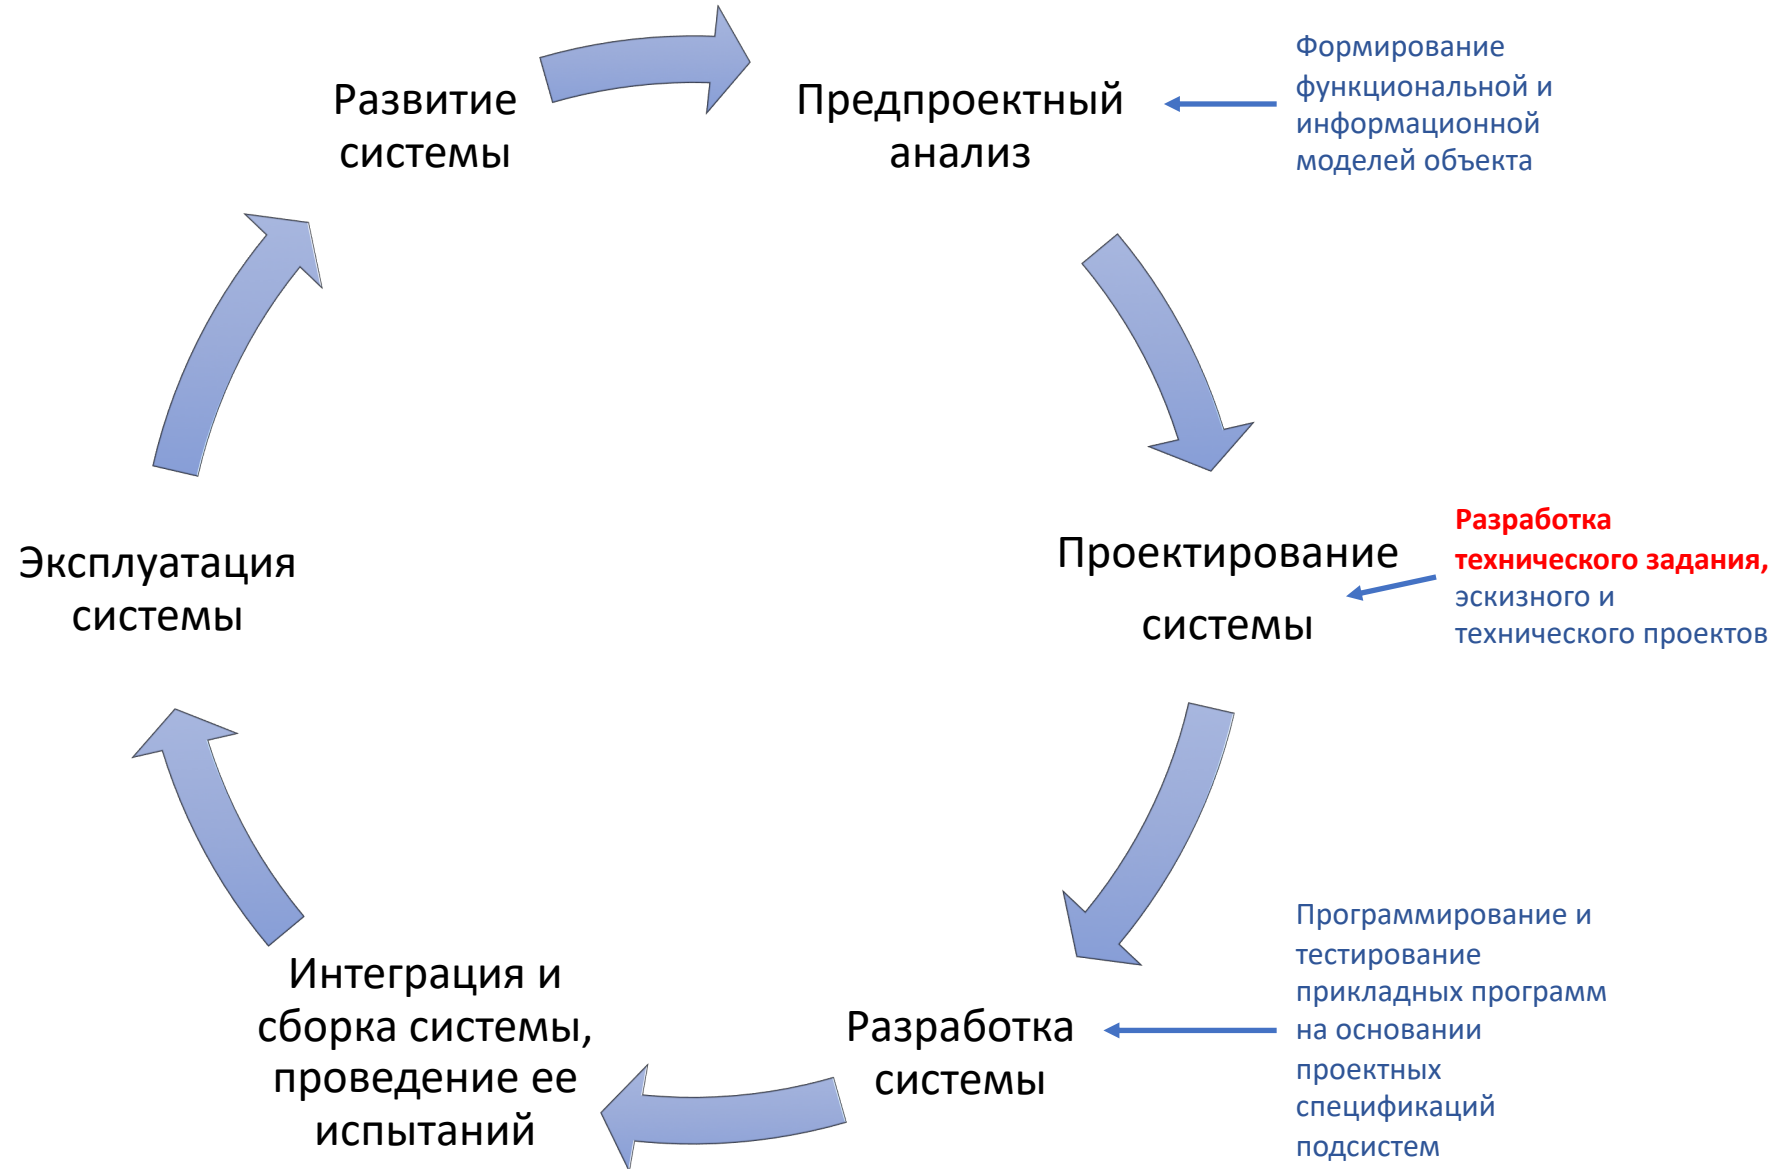 Развитие
системы
Предпроектный
анализ
Формирование
функциональной и
информационной
моделей объекта
Проектирование
системы
Разработка
технического задания,
эскизного и
технического проектов
Разработка
системы
Программирование и
тестирование
прикладных программ
на основании
проектных
спецификаций
подсистем
Интеграция и
сборка системы,
проведение ее
испытаний
Эксплуатация
системы